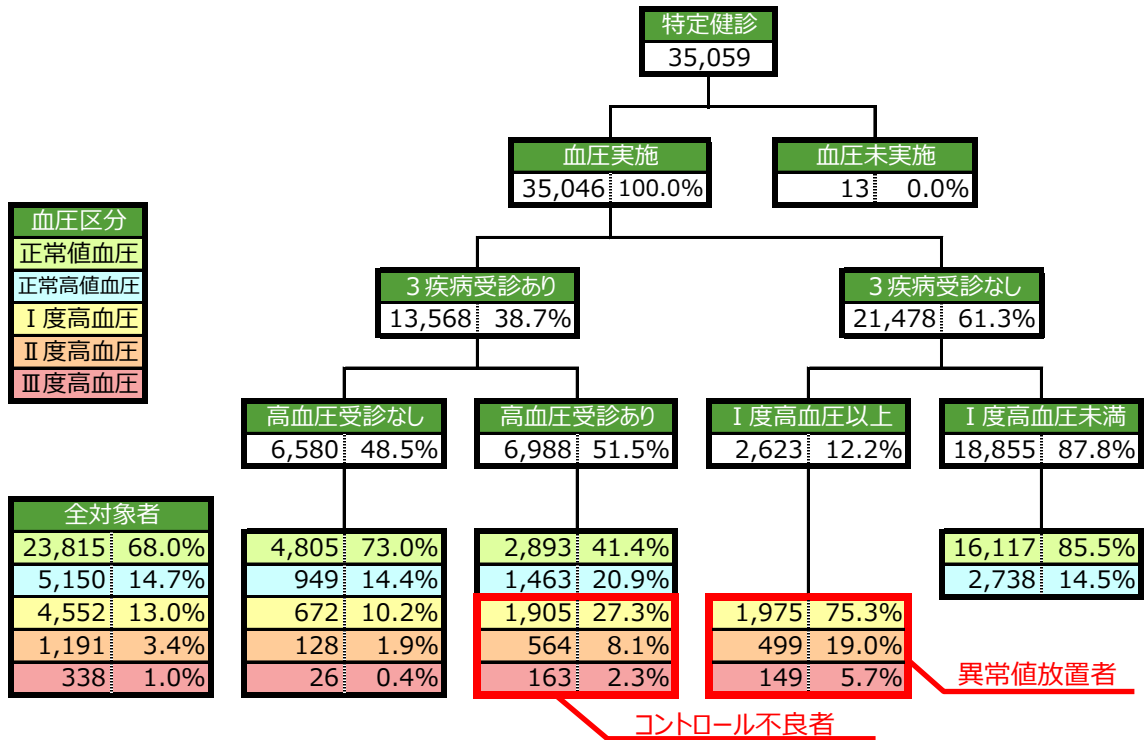 特定健診
35,059
血圧実施
35,046 100.0%
血圧未実施
13 0.0%
血圧区分
正常値血圧
正常高値血圧
Ⅰ度高血圧
Ⅱ度高血圧
Ⅲ度高血圧
3疾病受診あり
13,568 38.7%
3疾病受診なし
21,478 61.3%
高血圧受診なし
6,580 48.5%
高血圧受診あり
6,988 51.5%
Ⅰ度高血圧以上
2,623 12.2%
Ⅰ度高血圧未満
18,855 87.8%
全対象者
23,815 68.0%
5,150 14.7%
4,552 13.0%
1,191 3.4%
338 1.0%
4,805 73.0%
949 14.4%
672 10.2%
128 1.9%
26 0.4%
2,893 41.4%
1,463 20.9%
1,905 27.3%
564 8.1%
163 2.3%
1,975 75.3%
499 19.0%
149 5.7%
16,117 85.5%
2,738 14.5%
異常値放置者
コントロール不良者